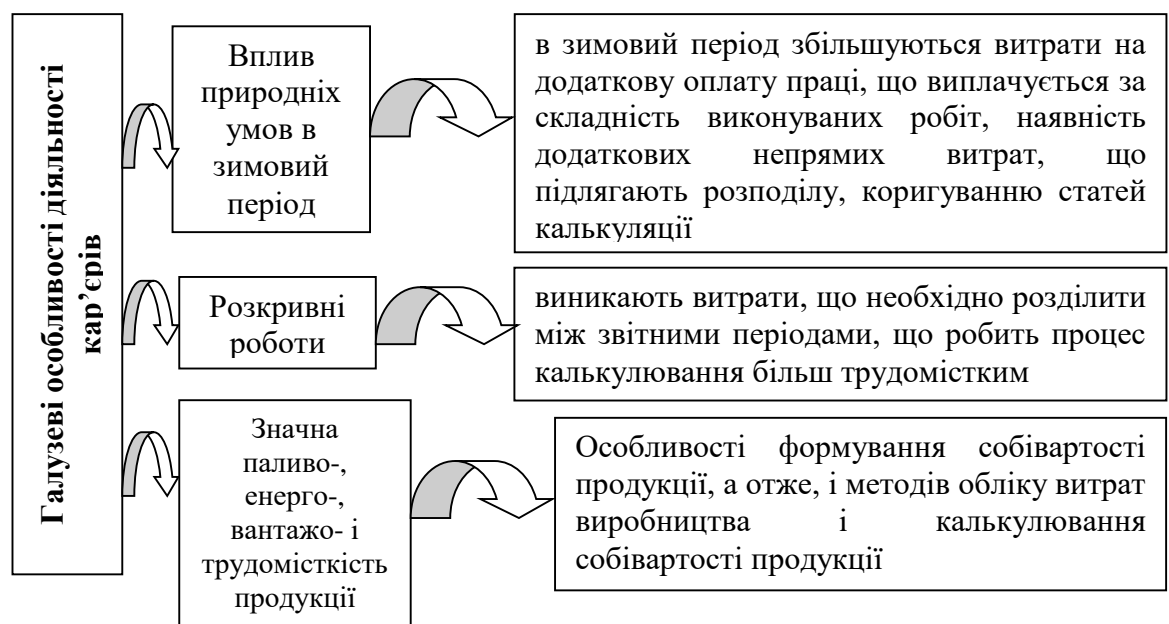 Галузеві особливості діяльності
кар’єрів
Вплив
природніх
умов в
зимовий
період
в зимовий період збільшуються витрати на
додаткову оплату праці, що виплачується за
складність виконуваних робіт, наявність
додаткових непрямих витрат, що
підлягають розподілу, коригуванню статей
калькуляції
Розкривні
роботи
виникають витрати, що необхідно розділити
між звітними періодами, що робить процес
калькулювання більш трудомістким
Значна
паливо-,
енерго-,
вантажо- і
трудомісткість
продукції
Особливості формування собівартості
продукції, а отже, і методів обліку витрат
виробництва і калькулювання
собівартості продукції